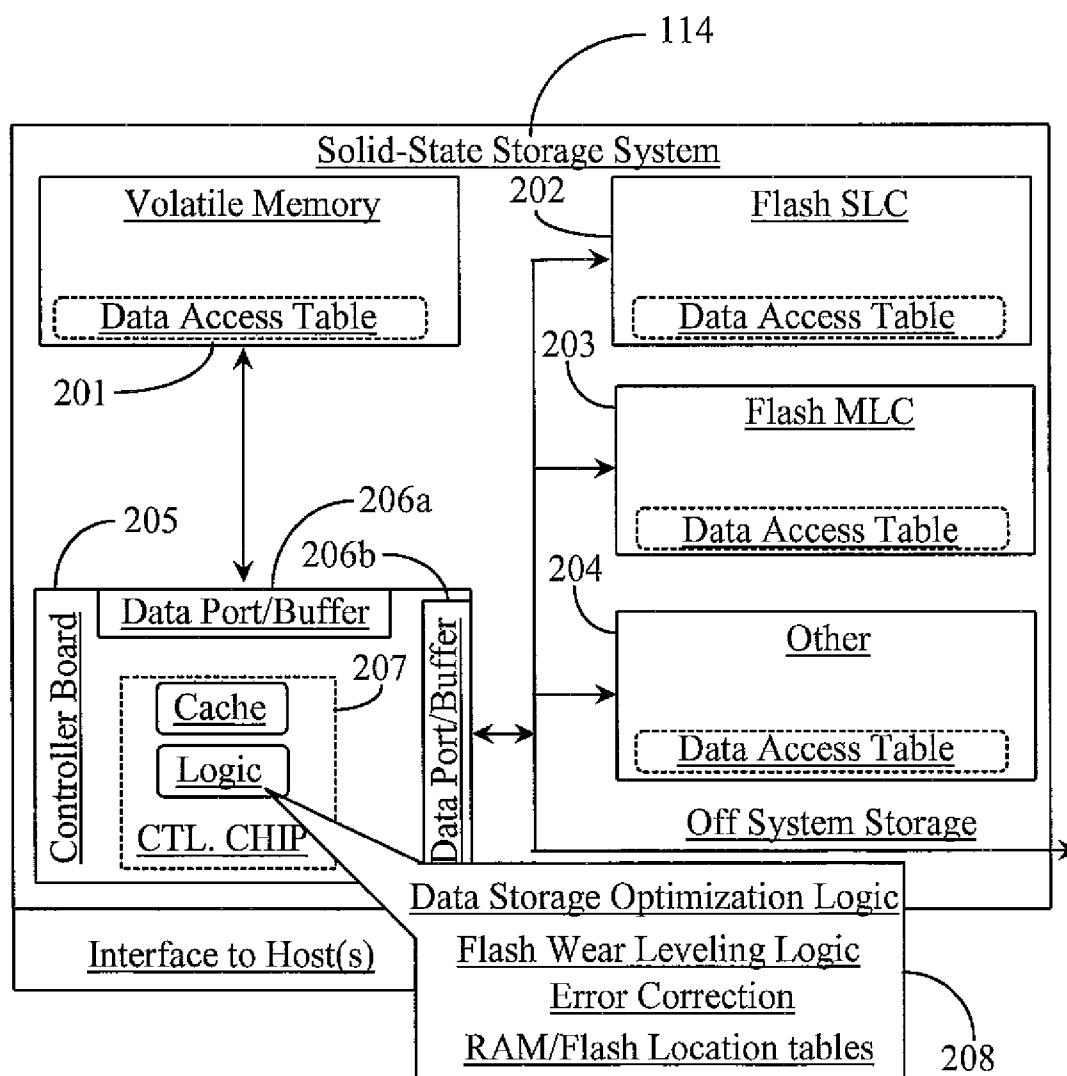 114
Solid-State Storage System
Volatile Memory
Data Access Table
201
202
Flash SLC
Data Access Table
203
Flash MLC
Data Access Table
204
Other
Data Access Table
Off System Storage
205
206a
206b
Controller Board
Data Port/Buffer
Data Port/Buffer
207
Cache
Logic
CTL. CHIP
Interface to Host(s)
Data Storage Optimization Logic
Flash Wear Leveling Logic
Error Correction
RAM/Flash Location tables
208